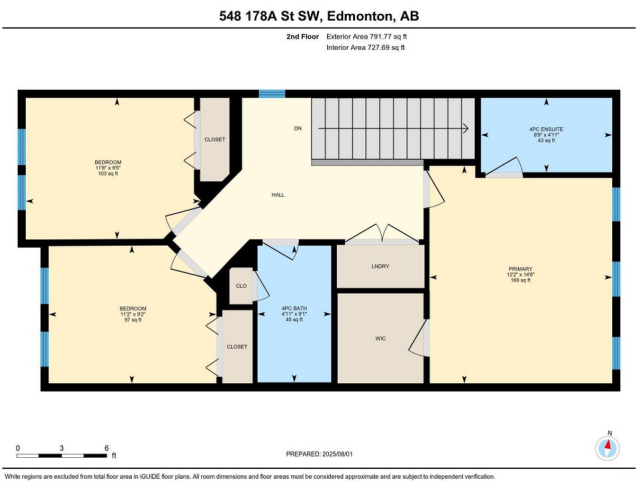 548 178A St SW, Edmonton, AB
2nd Floor Exterior Area 791.77 sq ft
Interior Area 727.69 sq ft
BEDROOM
11'8" x 9'5"
103 sq ft
CLOSET
DN
4PC ENSUITE
8'9" x 4'11"
43 sq ft
HALL
BEDROOM
11'2" x 9'2"
97 sq ft
CLO
CLOSET
4PC BATH
4'11" x 9'1"
45 sq ft
LNDRY
WIC
PRIMARY
12'2" x 14'6"
169 sq ft
0 3 6
ft
PREPARED: 2025/08/01
N
White regions are excluded from total floor area in iGUIDE floor plans. All room dimensions and floor areas must be considered approximate and are subject to independent verification.